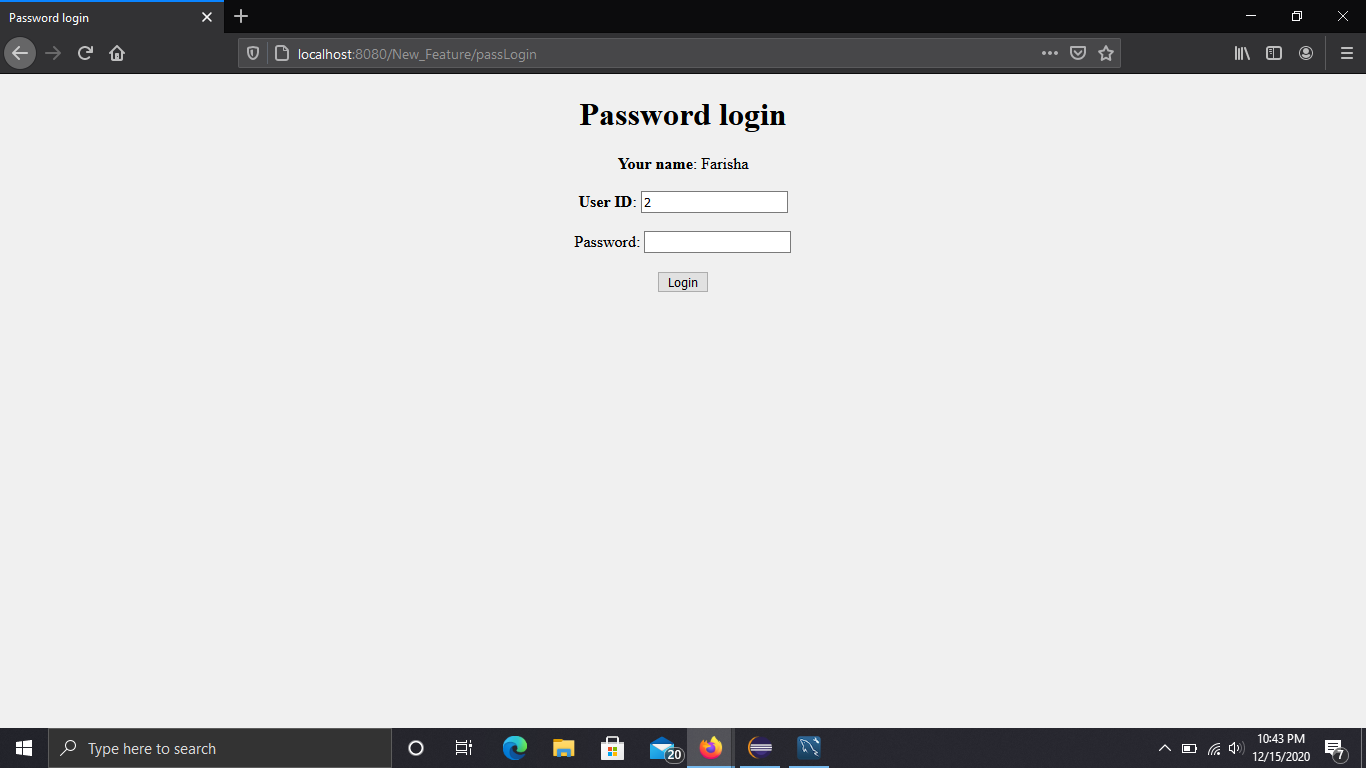 Password login
localhost:8080/New_Feature/passLogin
Password login
Your name: Farisha
User ID: 2
Password:
Login
Type here to search
20
10:43 PM
12/15/2020
7